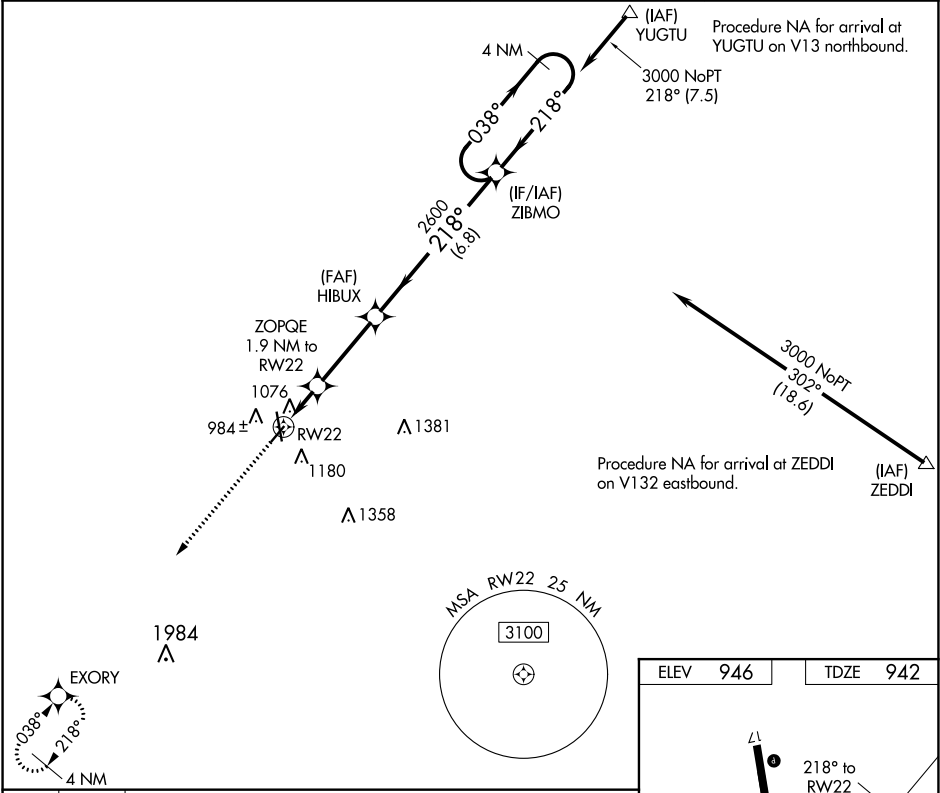 (IAF)
YUGTU
Procedure NA for arrival at
YUGTU on V13 northbound.
4 NM
3000 NoPT
218° (7.5)
038°
218°
(IF/IAF)
ZIBMO
2600
218°
(6.8)
(FAF)
HIBUX
ZOPQE
1.9 NM to
RW22
1076
984 ±
RW22
1381
1180
1358
3000 NoPT
302°
(18.6)
Procedure NA for arrival at ZEDDI
on V132 eastbound.
(IAF)
ZEDDI
MSA RW22 25 NM
3100
1984
EXORY
038°
218°
4 NM
ELEV 946
TDZE 942
17
P
218° to
RW22